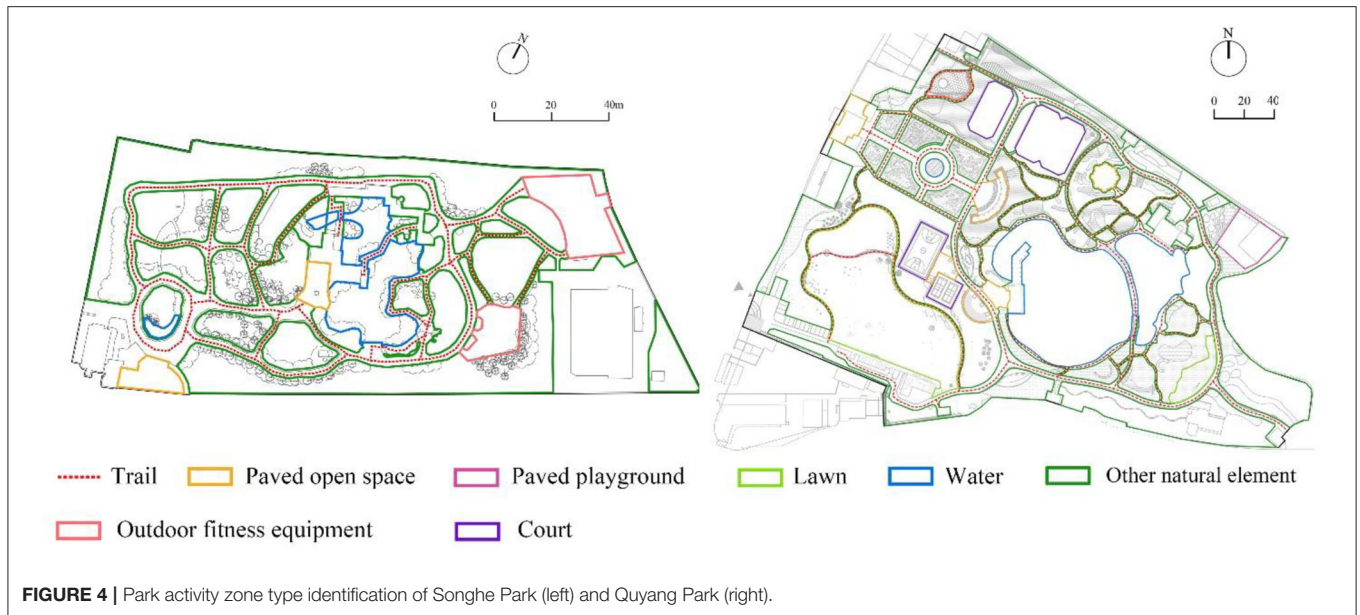 N
0 20 40m
N
0 20 40
Trail Paved open space Paved playground Lawn Water Other natural element
Outdoor fitness equipment Court
FIGURE 4 | Park activity zone type identification of Songhe Park (left) and Quyang Park (right).